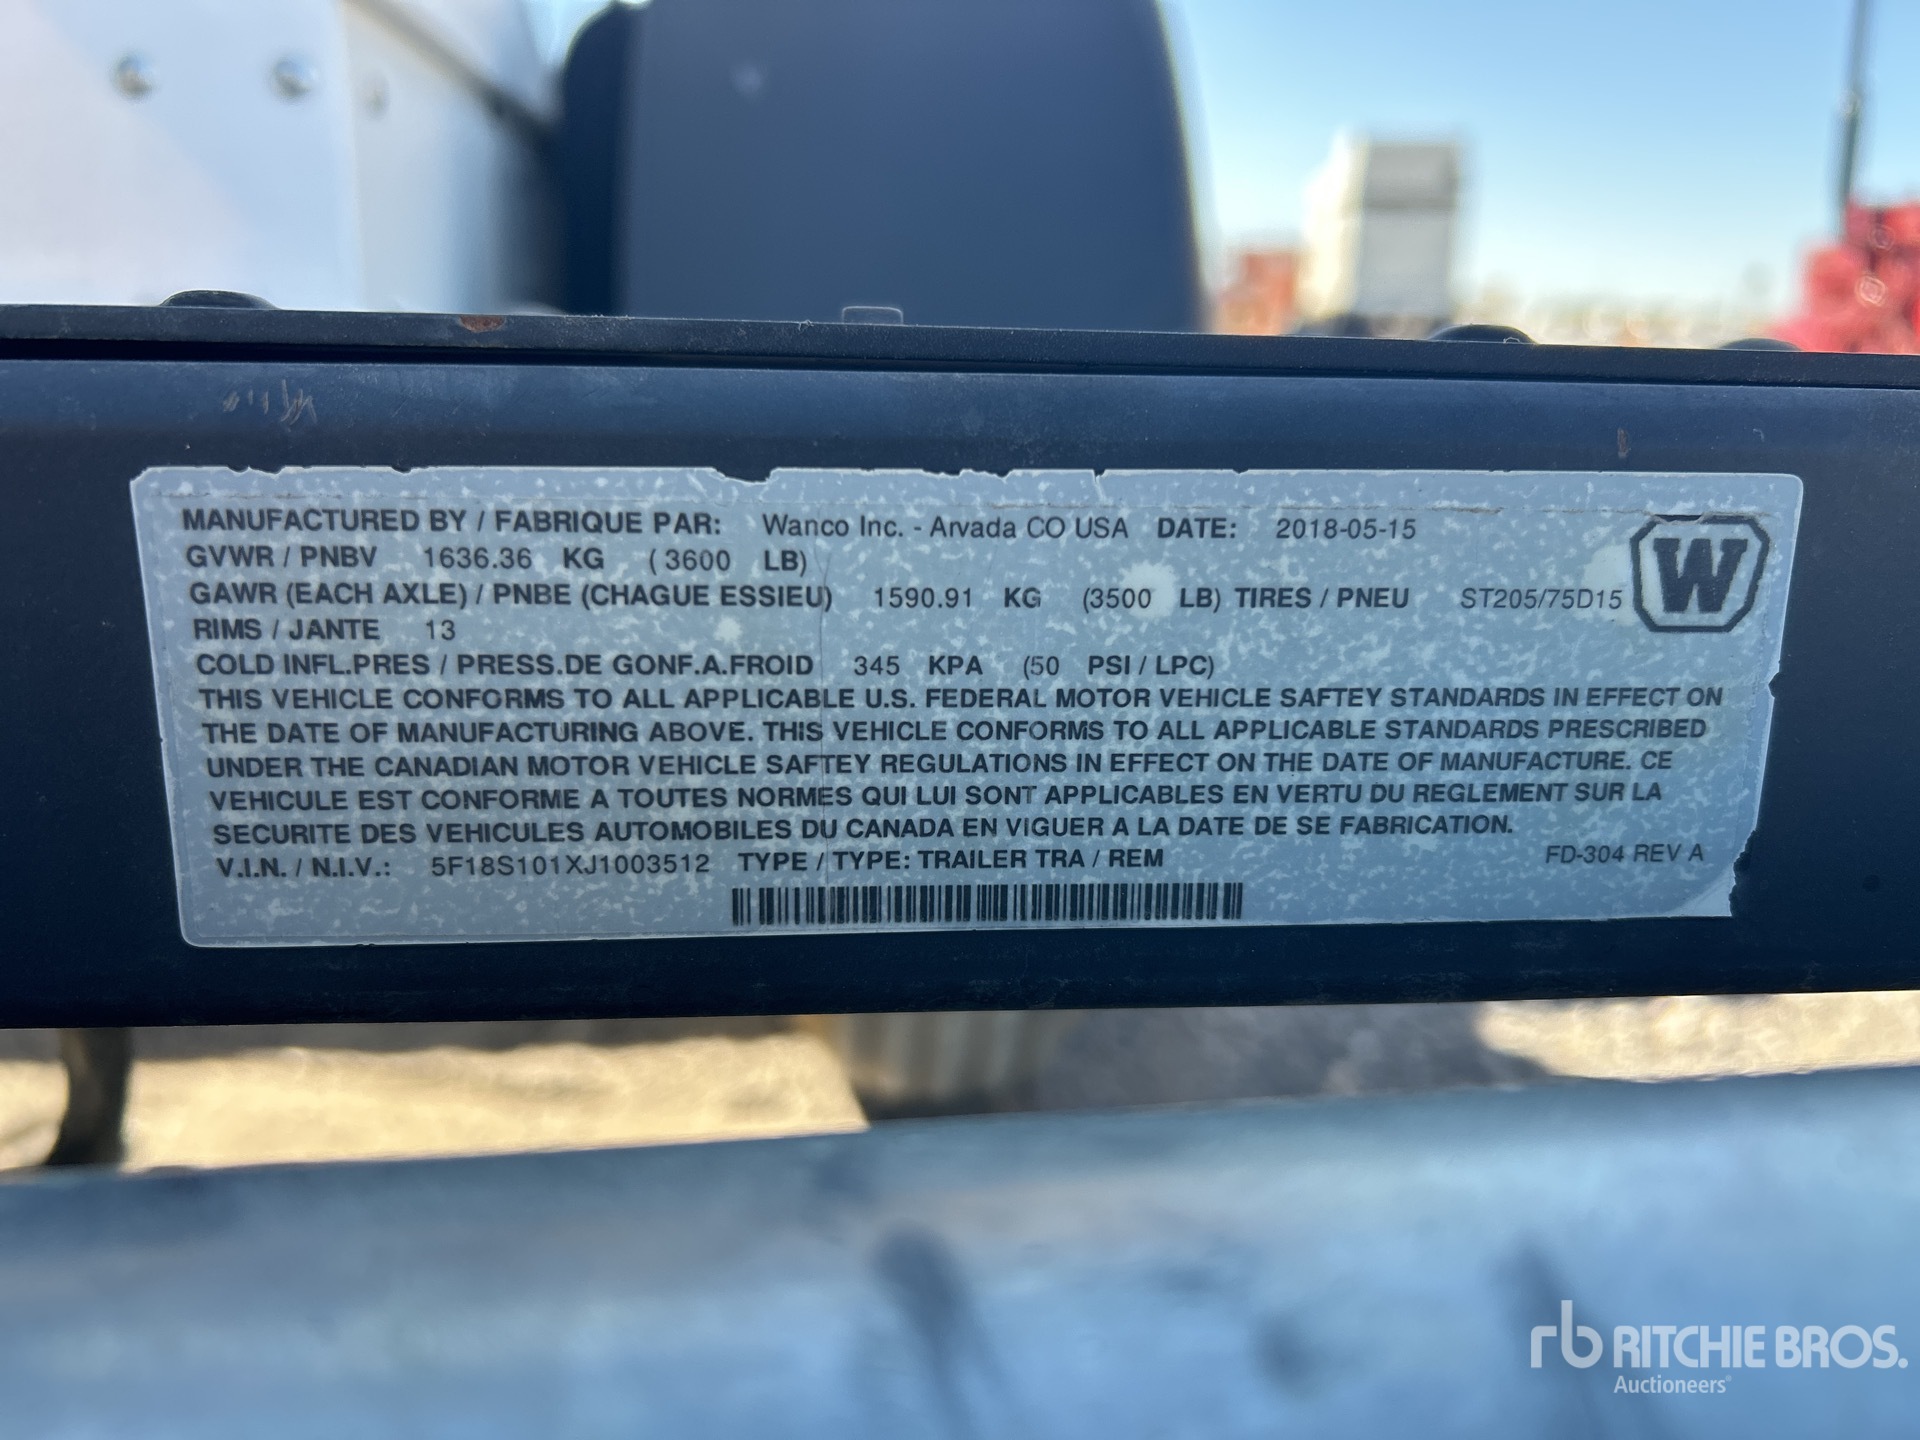 MANUFACTURED BY / FABRIQUE PAR: Wanco Inc. - Arvada CO USA DATE: 2018-05-15
GVWR / PNBV 1636.36 KG ( 3600 LB)
GAWR (EACH AXLE) / PNBE (CHAGUE ESSIEU) 1590.91 KG (3500 LB) TIRES / PNEU ST205/75D15
W
RIMS / JANTE 13
COLD INFL.PRES / PRESS.DE GONF.A.FROID 345 KPA (50 PSI / LPC)
THIS VEHICLE CONFORMS TO ALL APPLICABLE U.S. FEDERAL MOTOR VEHICLE SAFTEY STANDARDS IN EFFECT ON
THE DATE OF MANUFACTURING ABOVE. THIS VEHICLE CONFORMS TO ALL APPLICABLE STANDARDS PRESCRIBED
UNDER THE CANADIAN MOTOR VEHICLE SAFTEY REGULATIONS IN EFFECT ON THE DATE OF MANUFACTURE. CE
VEHICULE EST CONFORME A TOUTES NORMES QUI LUI SONT APPLICABLES EN VERTU DU REGLEMENT SUR LA
SECURITE DES VEHICULES AUTOMOBILES DU CANADA EN VIGUER A LA DATE DE SE FABRICATION.
V.I.N. / N.I.V.: 5F18S101XJ1003512 TYPE / TYPE: TRAILER TRA / REM FD-304 REV A
rb RITCHIE BROS.
Auctioneers